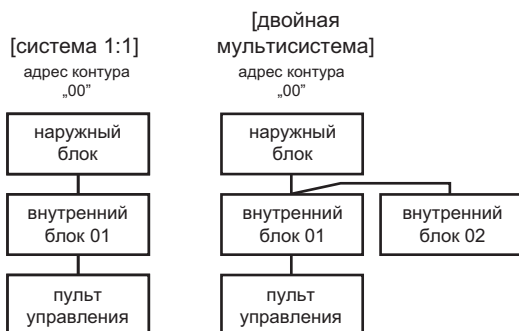 [система 1:1]
адрес контура
„00”
наружный
блок
внутренний
блок 01
пульт
управления
[двойная
мультисистема]
адрес контура
„00”
наружный
блок
внутренний
блок 01
внутренний
блок 02
пульт
управления